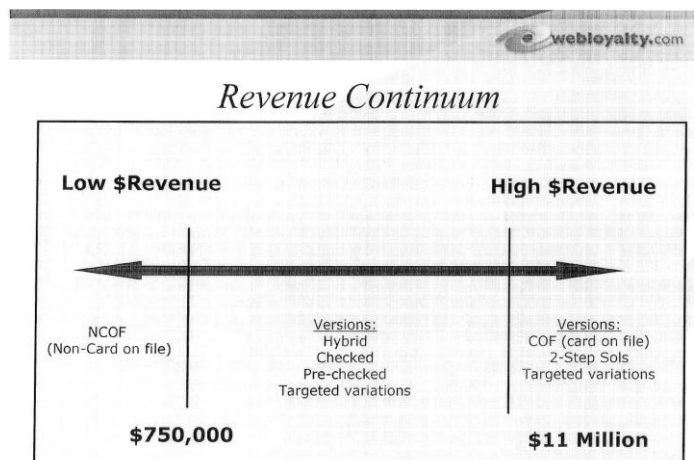 webloyalty.com
Revenue Continuum
Low $Revenue
High $Revenue
NCOF
(Non-Card on file)
Versions:
Hybrid
Checked
Pre-checked
Targeted variations
Versions:
COF (card on file)
2-Step Sols
Targeted variations
$750,000
$11 Million